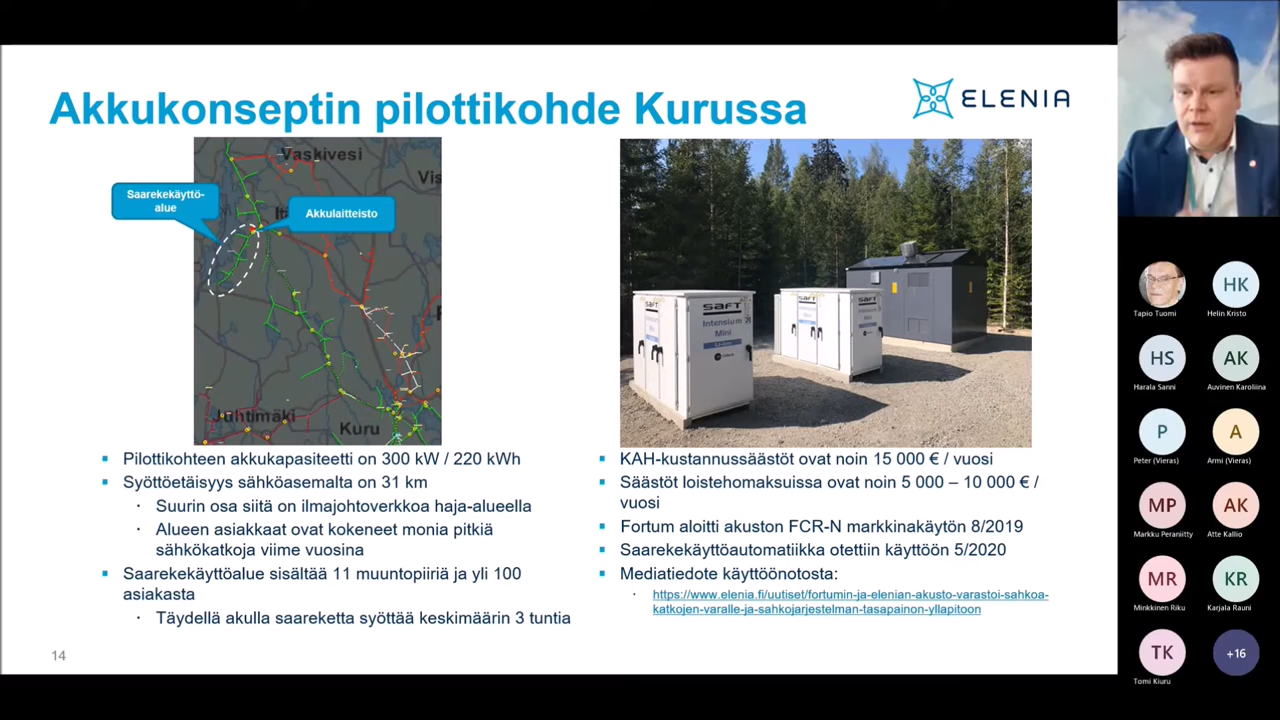 Akkukonseptin pilottikohde Kurussa
ELENIA
Vaskivesi
Vis
Saarekekäyttö-
alue
Akkulaitteisto
Juhtimäki
Kuru
SAFT
Intensium
Mini
SAFT
Intensium
Mini
Pilottikohteen akkukapasiteetti on 300 kW / 220 kWh
Syöttöetäisyys sähköasemalta on 31 km
Suurin osa siitä on ilmajohtoverkkoa haja-alueella
Alueen asiakkaat ovat kokeneet monia pitkiä
sähkökatkoja viime vuosina
Saarekekäyttöalue sisältää 11 muuntopiiriä ja yli 100
asiakasta
Täydellä akulla saareketta syöttää keskimäärin 3 tuntia
KAH-kustannussäästöt ovat noin 15 000 € / vuosi
Säästöt loistehomaksuissa ovat noin 5 000 – 10 000 € /
vuosi
Fortum aloitti akuston FCR-N markkinakäytön 8/2019
Saarekekäyttöautomatiikka otettiin käyttöön 5/2020
Mediatiedote käyttöönotosta:
https://www.elenia.fi/uutiset/fortumin-ja-elenian-akusto-varastoi-sahkoa-
katkojen-varalle-ja-sahkojarjestelman-tasapainon-yllapitoon
14
Tapio Tuomi
HK
Helin Kristo
HS
Harala Sanni
AK
Auvinen Karoliina
P
Peter (Vieras)
A
Armi (Vieras)
MP
Markku Peraniitty
AK
Atte Kallio
MR
Minkkinen Riku
KR
Karjala Rauni
TK
Tomi Kiuru
+16